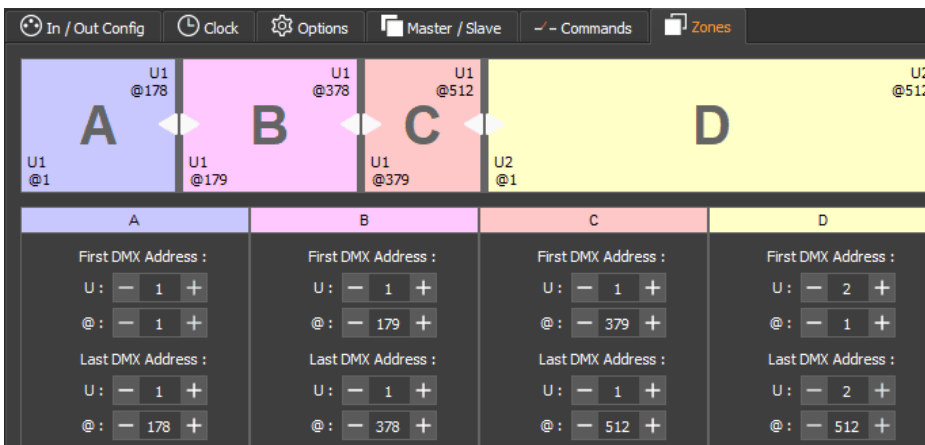 In / Out Config Clock Options Master / Slave – Commands Zones
U1 U1 U1 U2
@178 @378 @512 @512
A B C D
U1 U1 U1 U2
@1 @179 @379 @1
A B C D
First DMX Address : First DMX Address : First DMX Address : First DMX Address :
U : − 1 + U : − 1 + U : − 1 + U : − 2 +
@ : − 1 + @ : − 179 + @ : − 379 + @ : − 1 +
Last DMX Address : Last DMX Address : Last DMX Address : Last DMX Address :
U : − 1 + U : − 1 + U : − 1 + U : − 2 +
@ : − 178 + @ : − 378 + @ : − 512 + @ : − 512 +